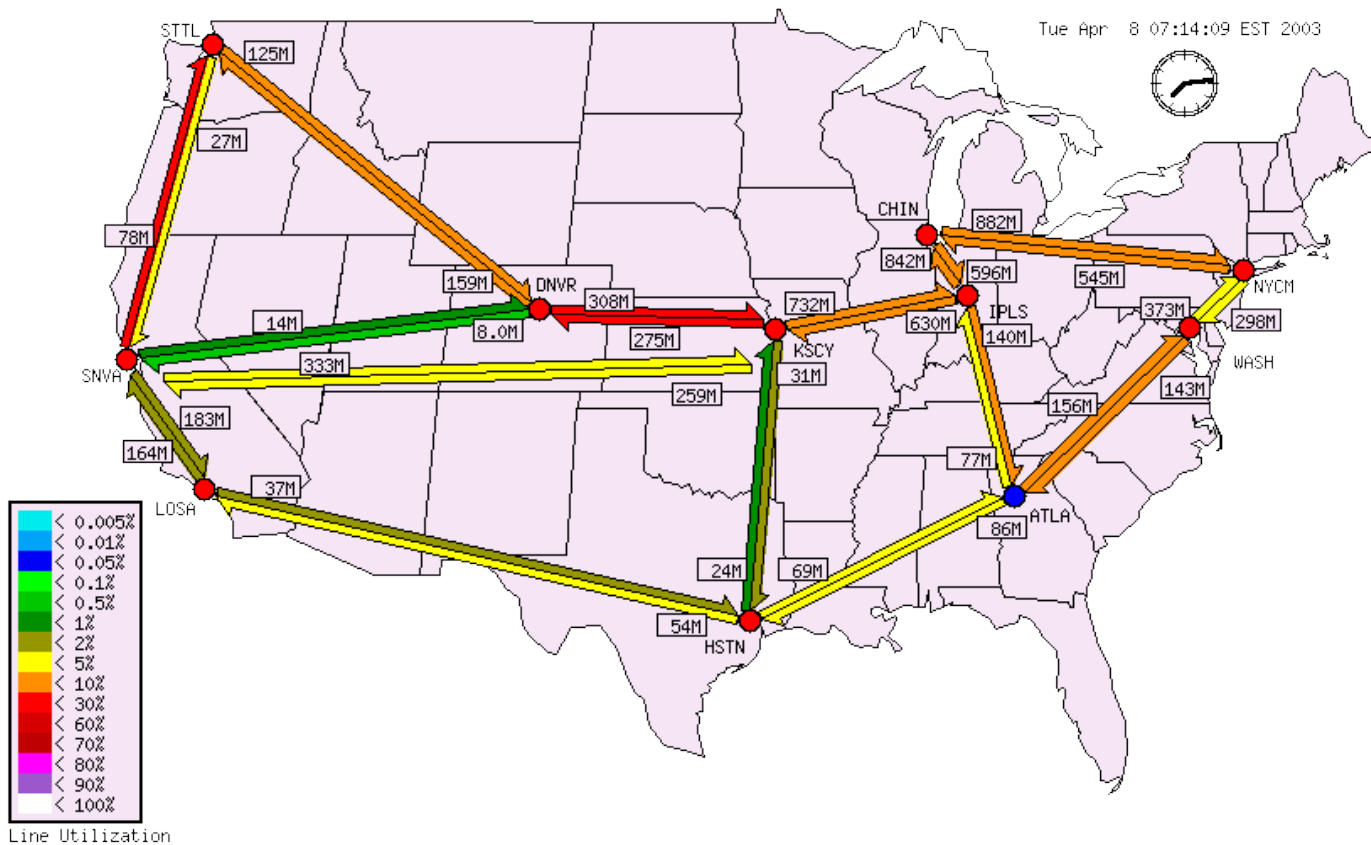 STTL
125M
Tue Apr  8 07:14:09 EST 2003
27M
CHIN
882M
78M
842M
596M
545M
NYCM
159M
DNVR
308M
732M
IPLS
373M
298M
14M
8.0M
275M
630M
140M
KSCY
WASH
SNVA
333M
259M
31M
143M
183M
156M
164M
77M
37M
LOSA
ATLA
86M
24M
69M
54M
HSTN
< 0.005%
< 0.01%
< 0.05%
< 0.1%
< 0.5%
< 1%
< 2%
< 5%
< 10%
< 30%
< 60%
< 70%
< 80%
< 90%
< 100%
Line Utilization